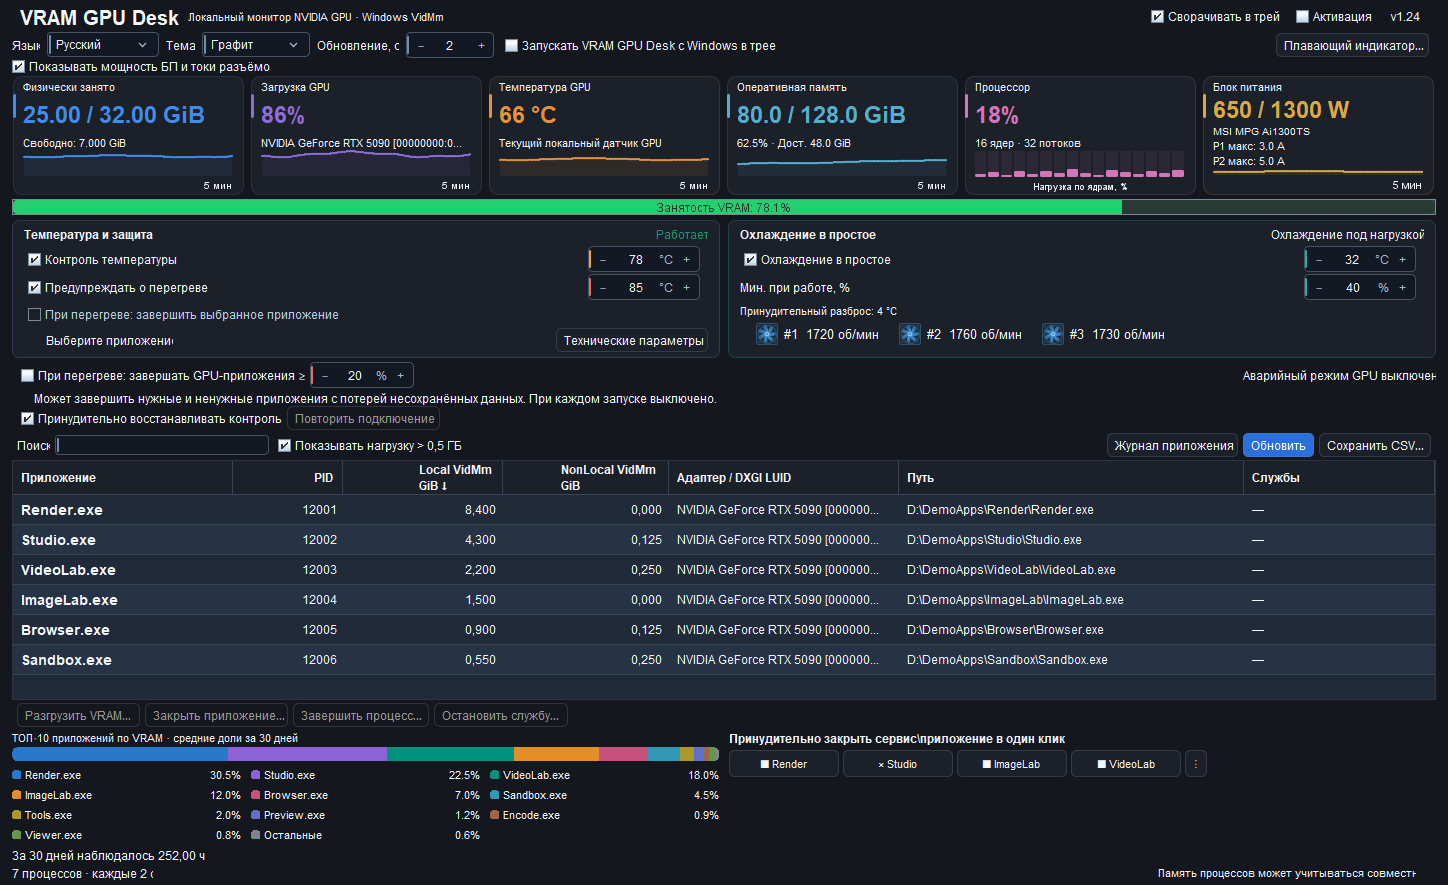 VRAM GPU Desk Локальный монитор NVIDIA GPU · Windows VidMm Сворачивать в трей Активация v1.24
Язык Русский Тема Графит Обновление, с − 2 + Запускать VRAM GPU Desk с Windows в трее Плавающий индикатор...
Показывать мощность БП и токи разъёмо
Физически занято
25.00 / 32.00 GiB
Свободно: 7.000 GiB
5 мин
Загрузка GPU
86%
NVIDIA GeForce RTX 5090 [00000000:0...
5 мин
Температура GPU
66 °C
Текущий локальный датчик GPU
5 мин
Оперативная память
80.0 / 128.0 GiB
62.5% · Дост. 48.0 GiB
5 мин
Процессор
18%
16 ядер · 32 потоков
Нагрузка по ядрам, %
Блок питания
650 / 1300 W
MSI MPG Ai1300TS
P1 макс: 3.0 A
P2 макс: 5.0 A
5 мин
Занятость VRAM: 78.1%
Температура и защита Работает
Контроль температуры − 78 °C +
Предупреждать о перегреве − 85 °C +
При перегреве: завершить выбранное приложение
Выберите приложени Технические параметры
Охлаждение в простое Охлаждение под нагрузкой
Охлаждение в простое − 32 °C +
Мин. при работе, % − 40 % +
Принудительный разброс: 4 °C
#1 1720 об/мин #2 1760 об/мин #3 1730 об/мин
При перегреве: завершать GPU-приложения ≥ − 20 % + Аварийный режим GPU выключен
Может завершить нужные и ненужные приложения с потерей несохранённых данных. При каждом запуске выключено.
Принудительно восстанавливать контроль Повторить подключение
Поиск Показывать нагрузку > 0,5 ГБ Журнал приложения Обновить Сохранить CSV...
Приложение PID Local VidMm GiB ↓ NonLocal VidMm GiB Адаптер / DXGI LUID Путь Службы
Render.exe 12001 8,400 0,000 NVIDIA GeForce RTX 5090 [000000... D:\DemoApps\Render\Render.exe —
Studio.exe 12002 4,300 0,125 NVIDIA GeForce RTX 5090 [000000... D:\DemoApps\Studio\Studio.exe —
VideoLab.exe 12003 2,200 0,250 NVIDIA GeForce RTX 5090 [000000... D:\DemoApps\VideoLab\VideoLab.exe —
ImageLab.exe 12004 1,500 0,000 NVIDIA GeForce RTX 5090 [000000... D:\DemoApps\ImageLab\ImageLab.exe —
Browser.exe 12005 0,900 0,125 NVIDIA GeForce RTX 5090 [000000... D:\DemoApps\Browser\Browser.exe —
Sandbox.exe 12006 0,550 0,250 NVIDIA GeForce RTX 5090 [000000... D:\DemoApps\Sandbox\Sandbox.exe —
Разгрузить VRAM... Закрыть приложение... Завершить процесс... Остановить службу...
ТОП-10 приложений по VRAM · средние доли за 30 дней
Render.exe 30.5% Studio.exe 22.5% VideoLab.exe 18.0%
ImageLab.exe 12.0% Browser.exe 7.0% Sandbox.exe 4.5%
Tools.exe 2.0% Preview.exe 1.2% Encode.exe 0.9%
Viewer.exe 0.8% Остальные 0.6%
Принудительно закрыть сервис\приложение в один клик
Render × Studio ImageLab VideoLab ⋮
За 30 дней наблюдалось 252,00 ч
7 процессов · каждые 2 с Память процессов может учитываться совмест